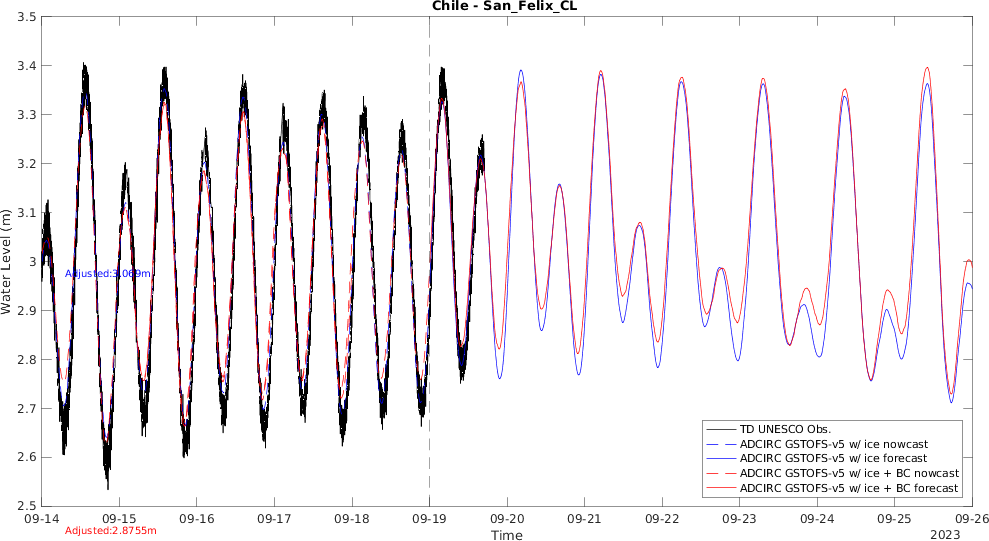 Chile - San_Felix_CL
3.5
3.4
3.3
3.2
3.1
3
2.9
2.8
2.7
2.6
2.5
Water Level (m)
Adjusted:3.069m
Adjusted:2.8755m
TD UNESCO Obs.
ADCIRC GSTOFS-v5 w/ ice nowcast
ADCIRC GSTOFS-v5 w/ ice forecast
ADCIRC GSTOFS-v5 w/ ice + BC nowcast
ADCIRC GSTOFS-v5 w/ ice + BC forecast
09-14 09-15 09-16 09-17 09-18 09-19 09-20 09-21 09-22 09-23 09-24 09-25 09-26
Time
2023